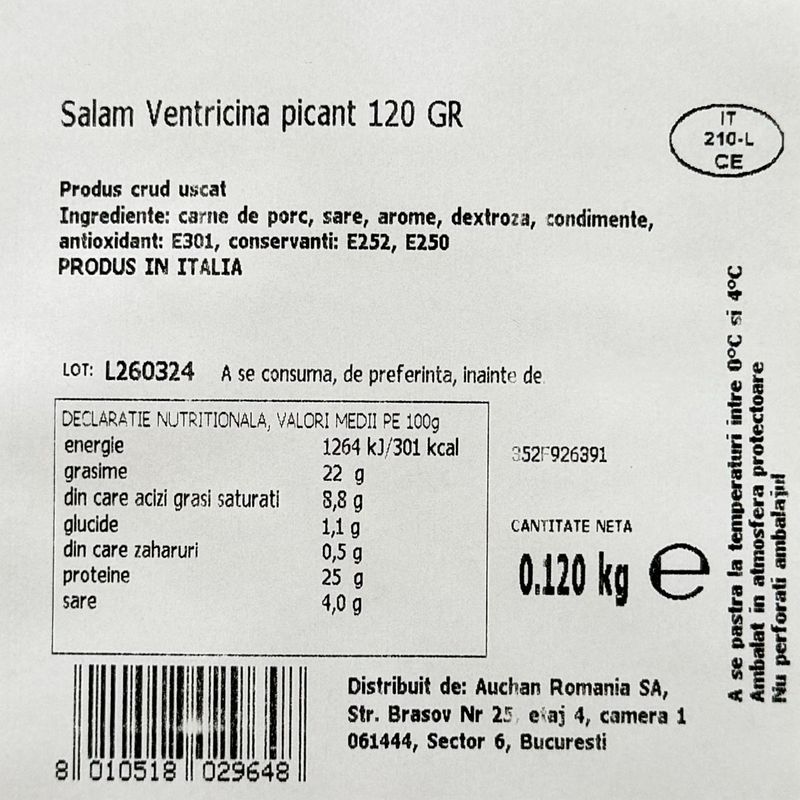 Salam Ventricina picant 120 GR
IT
210-L
CE
Produs crud uscat
Ingrediente: carne de porc, sare, arome, dextroza, condimente,
antioxidant: E301, conservanti: E252, E250
PRODUS IN ITALIA
LOT: L260324 A se consuma, de preferinta, inainte de
DECLARATIE NUTRITIONALA, VALORI MEDII PE 100g
energie 1264 kJ/301 kcal
grasime 22 g
din care acizi grasi saturati 8,8 g
glucide 1,1 g
din care zaharuri 0,5 g
proteine 25 g
sare 4,0 g
352F926391
CANTITATE NETA
0.120 kg e
A se pastra la temperaturi intre 0°C si 4°C
Ambalat in atmosfera protectoare
Nu perforati ambalajul
8 010518 029648
Distribuit de: Auchan Romania SA,
Str. Brasov Nr 25, etaj 4, camera 1
061444, Sector 6, Bucuresti